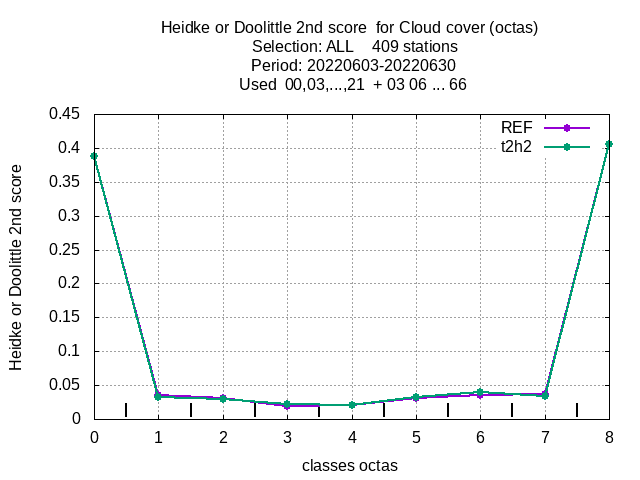 Heidke or Doolittle 2nd score  for Cloud cover (octas)
Selection: ALL    409 stations
Period: 20220603-20220630
Used  00,03,...,21  + 03 06 ... 66
REF
t2h2
Heidke or Doolittle 2nd score
0.45
0.4
0.35
0.3
0.25
0.2
0.15
0.1
0.05
0
0 1 2 3 4 5 6 7 8
classes octas